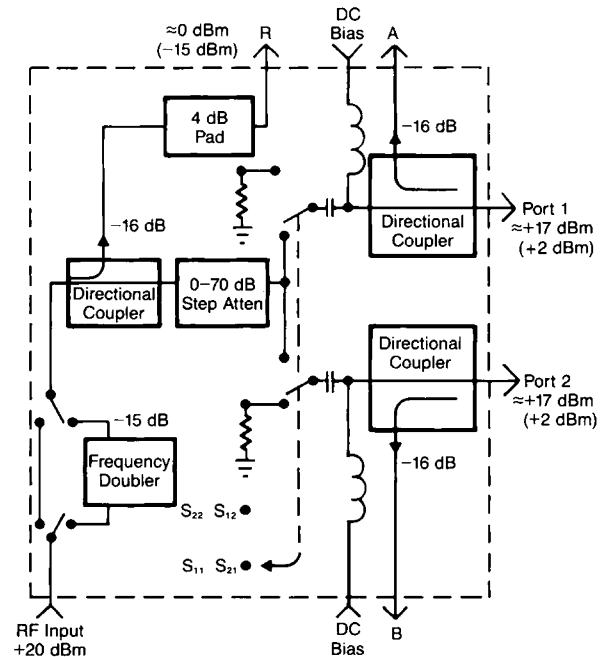 ≈0 dBm
(−15 dBm)
R
DC
Bias
A
4 dB
Pad
−16 dB
−16 dB
Directional
Coupler
Port 1
≈+17 dBm
(+2 dBm)
Directional
Coupler
0–70 dB
Step Atten
Directional
Coupler
Port 2
≈+17 dBm
(+2 dBm)
−15 dB
Frequency
Doubler
−16 dB
S₂₂ S₁₂
S₁₁ S₂₁
RF Input
+20 dBm
DC
Bias
B